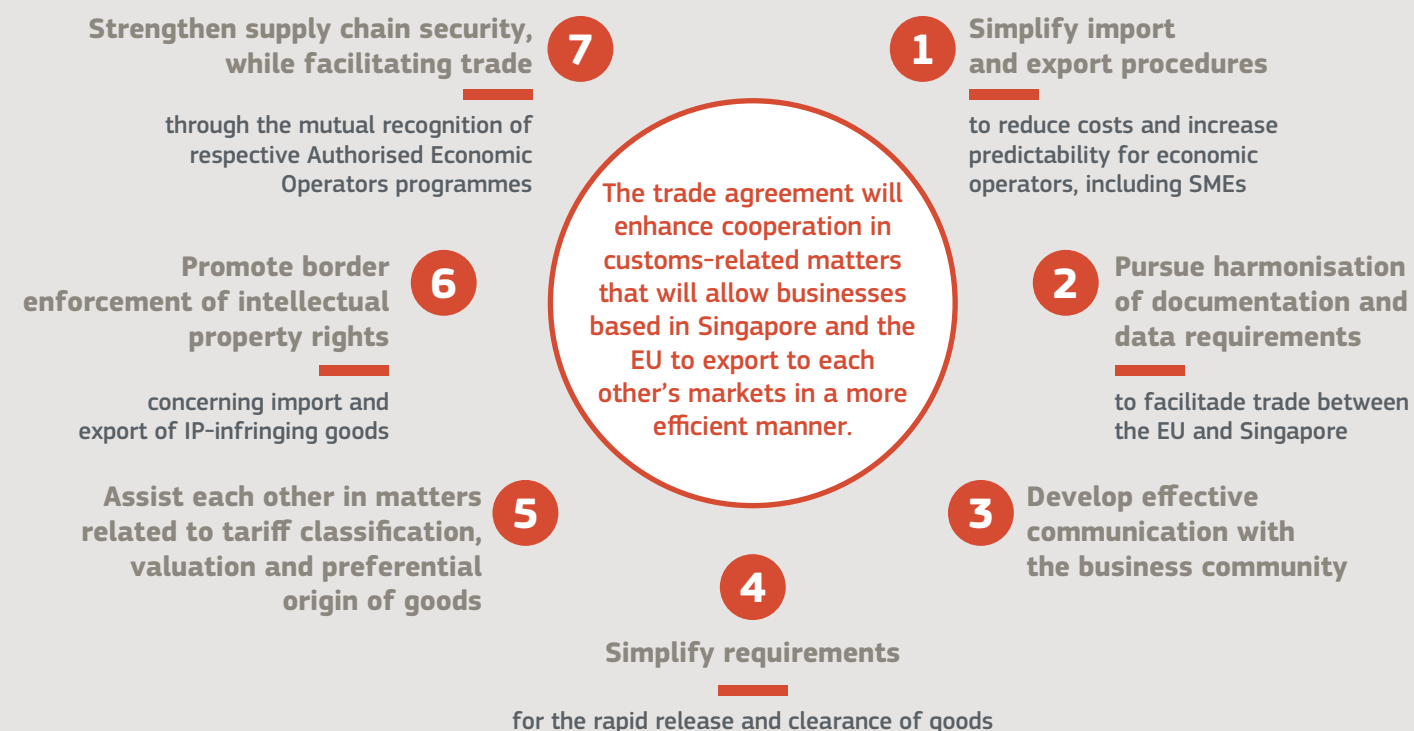 The trade agreement will
enhance cooperation in
customs-related matters
that will allow businesses
based in Singapore and the
EU to export to each
other's markets in a more
efficient manner.
1
Simplify import
and export procedures
to reduce costs and increase
predictability for economic
operators, including SMEs
2
Pursue harmonisation
of documentation and
data requirements
to facilitade trade between
the EU and Singapore
3
Develop effective
communication with
the business community
4
Simplify requirements
for the rapid release and clearance of goods
5
Assist each other in matters
related to tariff classification,
valuation and preferential
origin of goods
6
Promote border
enforcement of intellectual
property rights
concerning import and
export of IP-infringing goods
7
Strengthen supply chain security,
while facilitating trade
through the mutual recognition of
respective Authorised Economic
Operators programmes